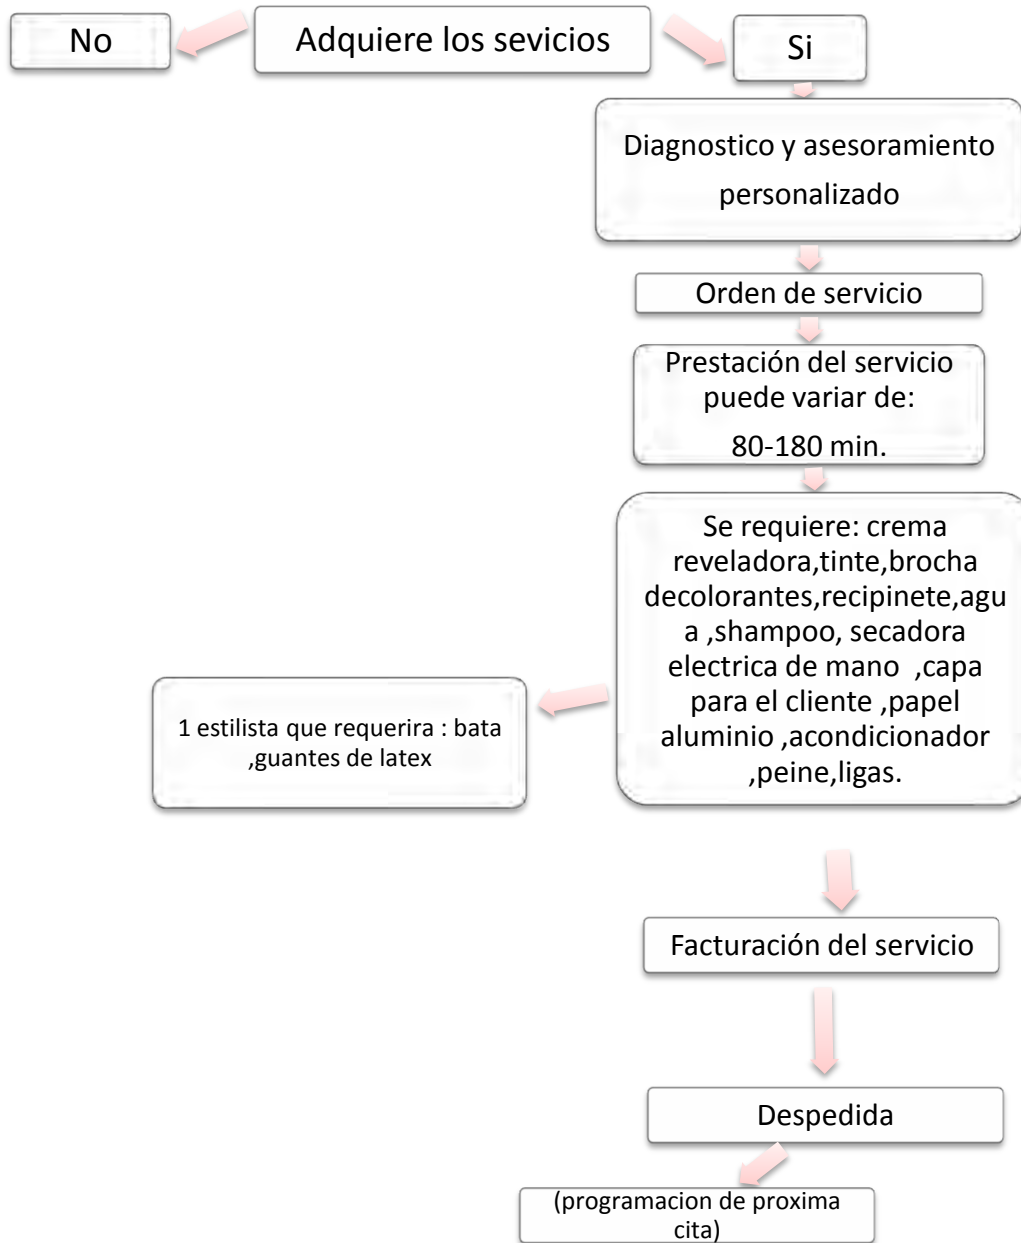 No
Adquiere los sevicios
Si
Diagnostico y asesoramiento
personalizado
Orden de servicio
Prestación del servicio
puede variar de:
80-180 min.
Se requiere: crema
reveladora,tinte,brocha
decolorantes,recipinete,agu
a ,shampoo, secadora
electrica de mano ,capa
para el cliente ,papel
aluminio ,acondicionador
,peine,ligas.
1 estilista que requerira : bata
,guantes de latex
Facturación del servicio
Despedida
(programacion de proxima
cita)